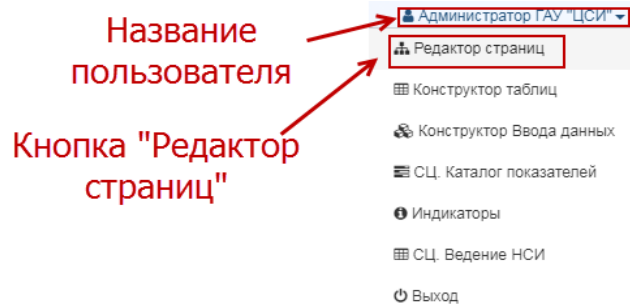 Название
пользователя
Кнопка "Редактор
страниц"
Администратор ГАУ "ЦСИ"
Редактор страниц
Конструктор таблиц
Конструктор Ввода данных
СЦ. Каталог показателей
Индикаторы
СЦ. Ведение НСИ
Выход